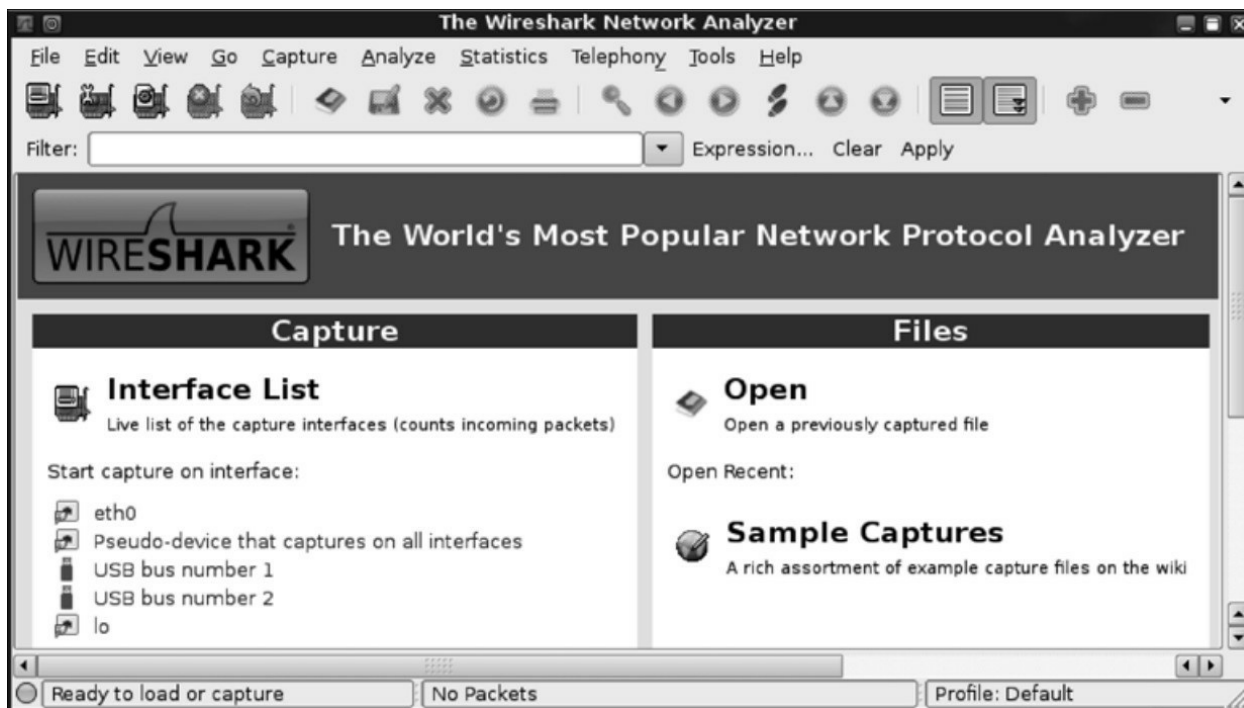 The Wireshark Network Analyzer
File Edit View Go Capture Analyze Statistics Telephony Tools Help
Filter: Expression... Clear Apply
WIRESHARK®
The World's Most Popular Network Protocol Analyzer
Capture
Interface List
Live list of the capture interfaces (counts incoming packets)
Start capture on interface:
eth0
Pseudo-device that captures on all interfaces
USB bus number 1
USB bus number 2
lo
Files
Open
Open a previously captured file
Open Recent:
Sample Captures
A rich assortment of example capture files on the wiki
Ready to load or capture
No Packets
Profile: Default